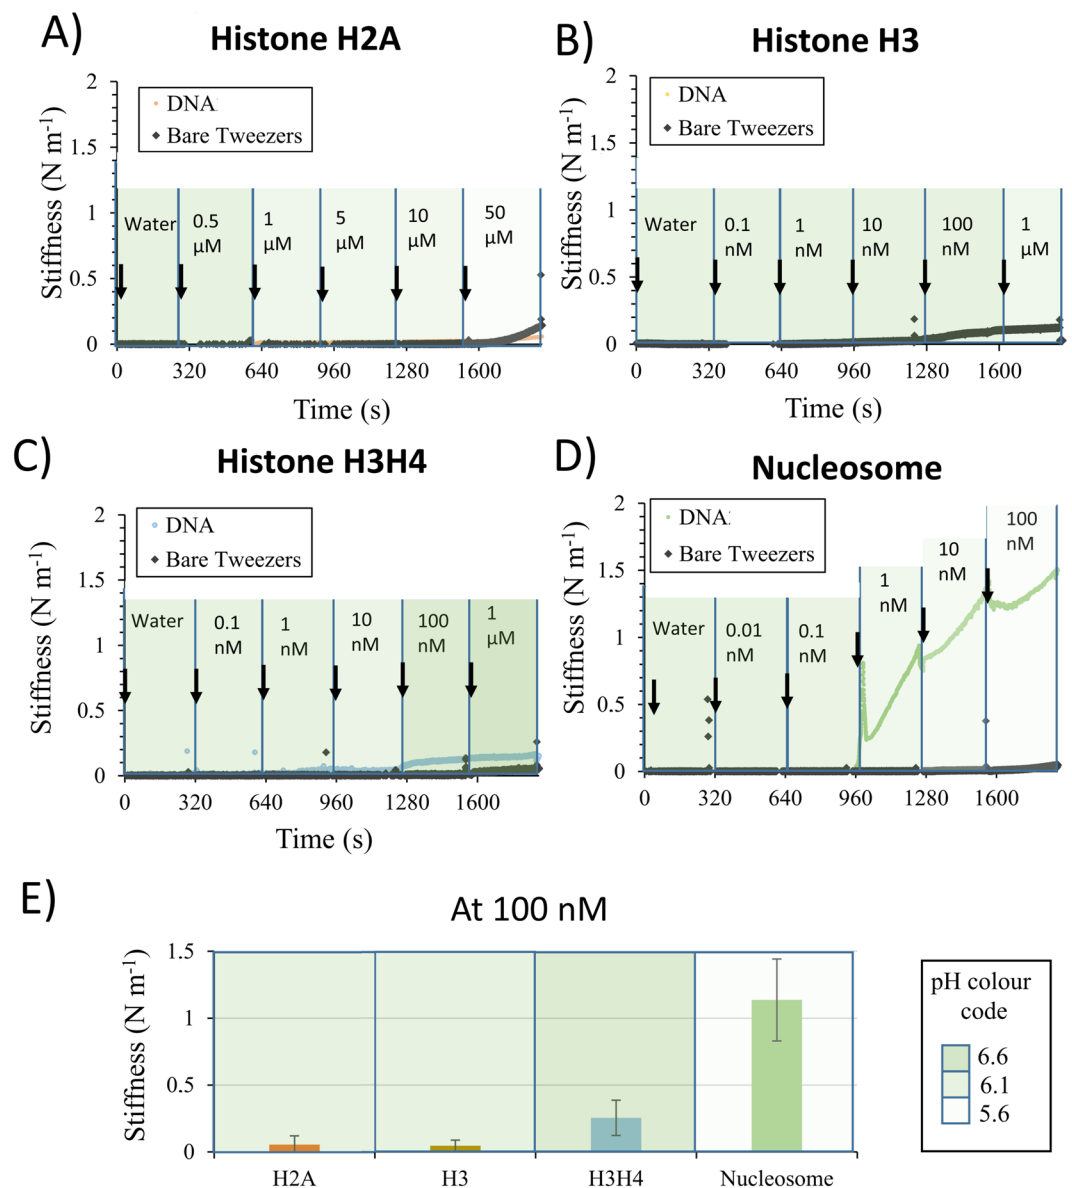 A)
Histone H2A
Stiffness (N m-1)
2
1.5
1
0.5
0
DNA
Bare Tweezers
Water
0.5
µM
1
µM
5
µM
10
µM
50
µM
0 320 640 960 1280 1600
Time (s)
B)
Histone H3
Stiffness (N m-1)
2
1.5
1
0.5
0
DNA
Bare Tweezers
Water
0.1
nM
1
nM
10
nM
100
nM
1
µM
0 320 640 960 1280 1600
Time (s)
C)
Histone H3H4
Stiffness (N m-1)
2
1.5
1
0.5
0
DNA
Bare Tweezers
Water
0.1
nM
1
nM
10
nM
100
nM
1
µM
0 320 640 960 1280 1600
Time (s)
D)
Nucleosome
Stiffness (N m-1)
2
1.5
1
0.5
0
DNA
Bare Tweezers
Water
0.01
nM
0.1
nM
1
nM
10
nM
100
nM
0 320 640 960 1280 1600
E)
At 100 nM
Stiffness (N m-1)
1.5
1
0.5
0
H2A H3 H3H4 Nucleosome
pH colour
code
6.6
6.1
5.6